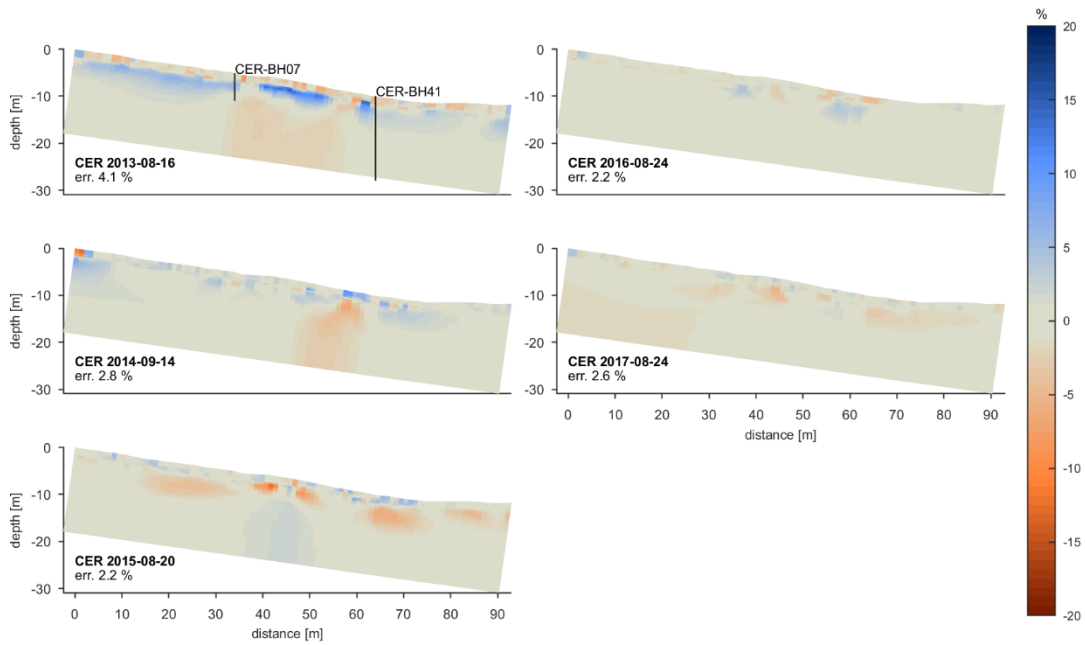 %
20
15
10
5
0
-5
-10
-15
-20
0
-10
-20
-30
depth [m]
CER-BH07
CER-BH41
CER 2013-08-16
err. 4.1 %
0
-10
-20
-30
depth [m]
CER 2016-08-24
err. 2.2 %
0
-10
-20
-30
depth [m]
CER 2014-09-14
err. 2.8 %
0
-10
-20
-30
depth [m]
CER 2017-08-24
err. 2.6 %
0 10 20 30 40 50 60 70 80 90
distance [m]
0
-10
-20
-30
depth [m]
CER 2015-08-20
err. 2.2 %
0 10 20 30 40 50 60 70 80 90
distance [m]